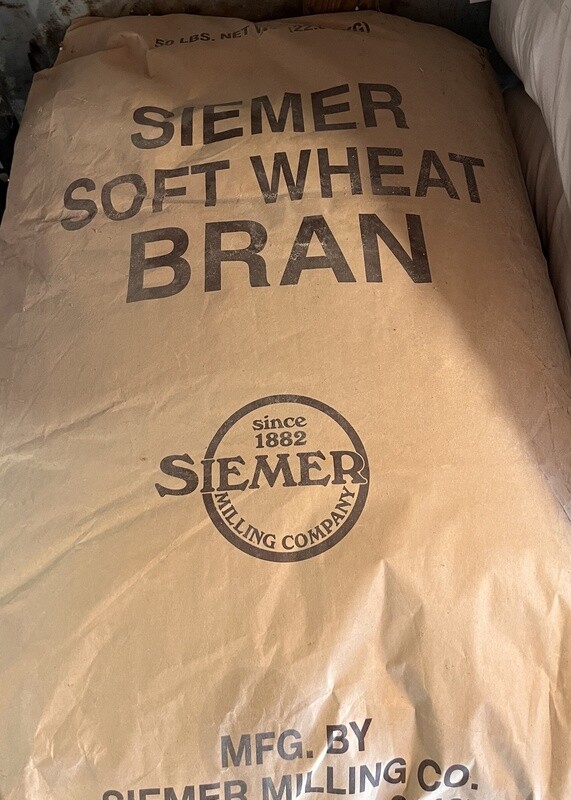 50 LBS. NET
SIEMER
SOFT WHEAT
BRAN
since
1882
SIEMER
MILLING COMPANY
MFG. BY
SIEMER MILLING CO.